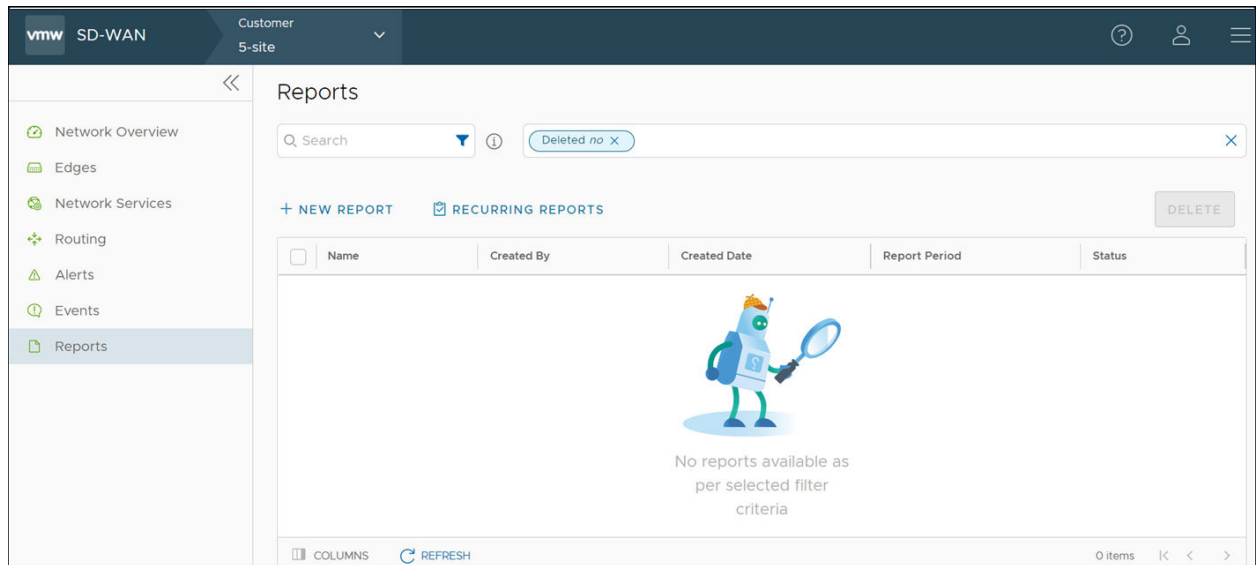 vmw SD-WAN
Customer
5-site
Reports
Search
Deleted no
Network Overview
Edges
Network Services
Routing
Alerts
Events
Reports
NEW REPORT
RECURRING REPORTS
DELETE
Name Created By Created Date Report Period Status
No reports available as
per selected filter
criteria
COLUMNS REFRESH 0 items